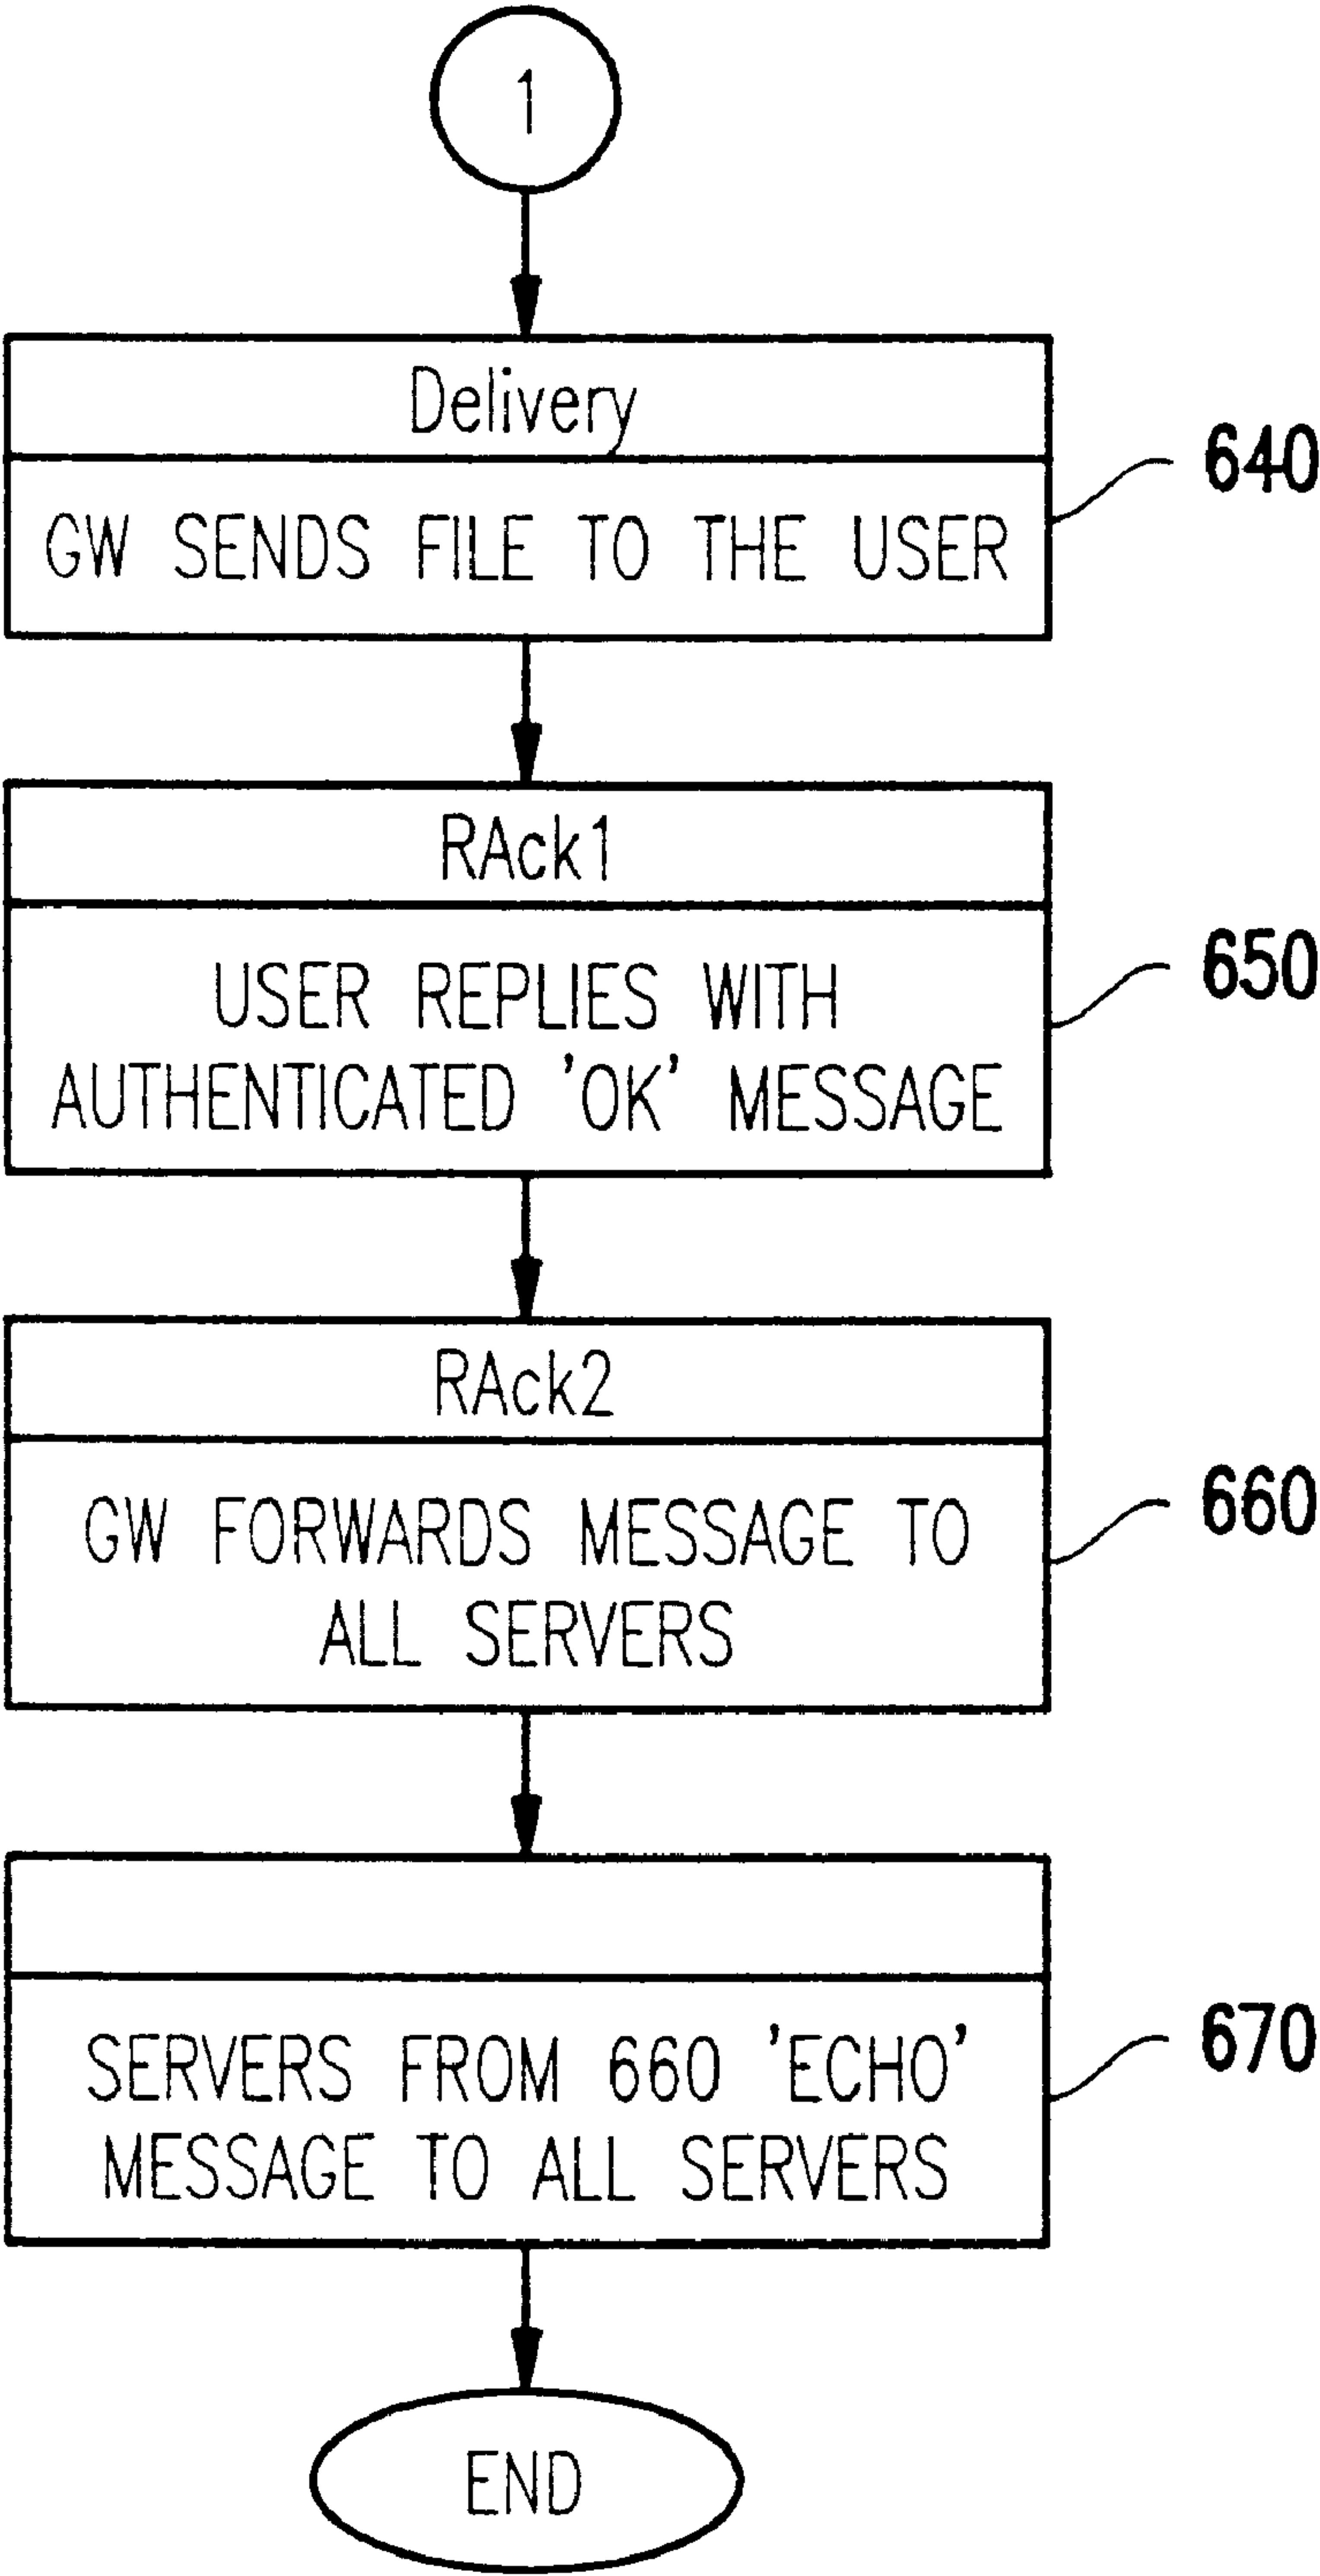 1
Delivery
640
GW SENDS FILE TO THE USER
RAck1
650
USER REPLIES WITH
AUTHENTICATED 'OK' MESSAGE
RAck2
660
GW FORWARDS MESSAGE TO
ALL SERVERS
670
SERVERS FROM 660 'ECHO'
MESSAGE TO ALL SERVERS
END